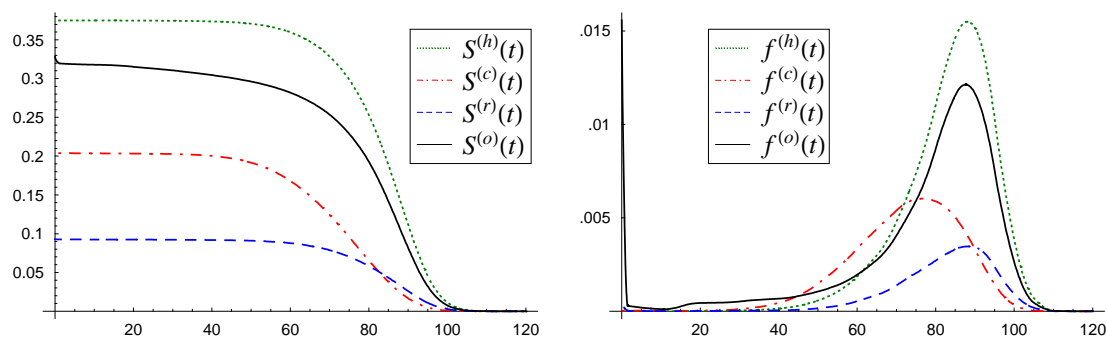 0.35
0.3
0.25
0.2
0.15
0.1
0.05
20 40 60 80 100 120
S^(h)(t)
S^(c)(t)
S^(r)(t)
S^(o)(t)
.015
.01
.005
20 40 60 80 100 120
f^(h)(t)
f^(c)(t)
f^(r)(t)
f^(o)(t)